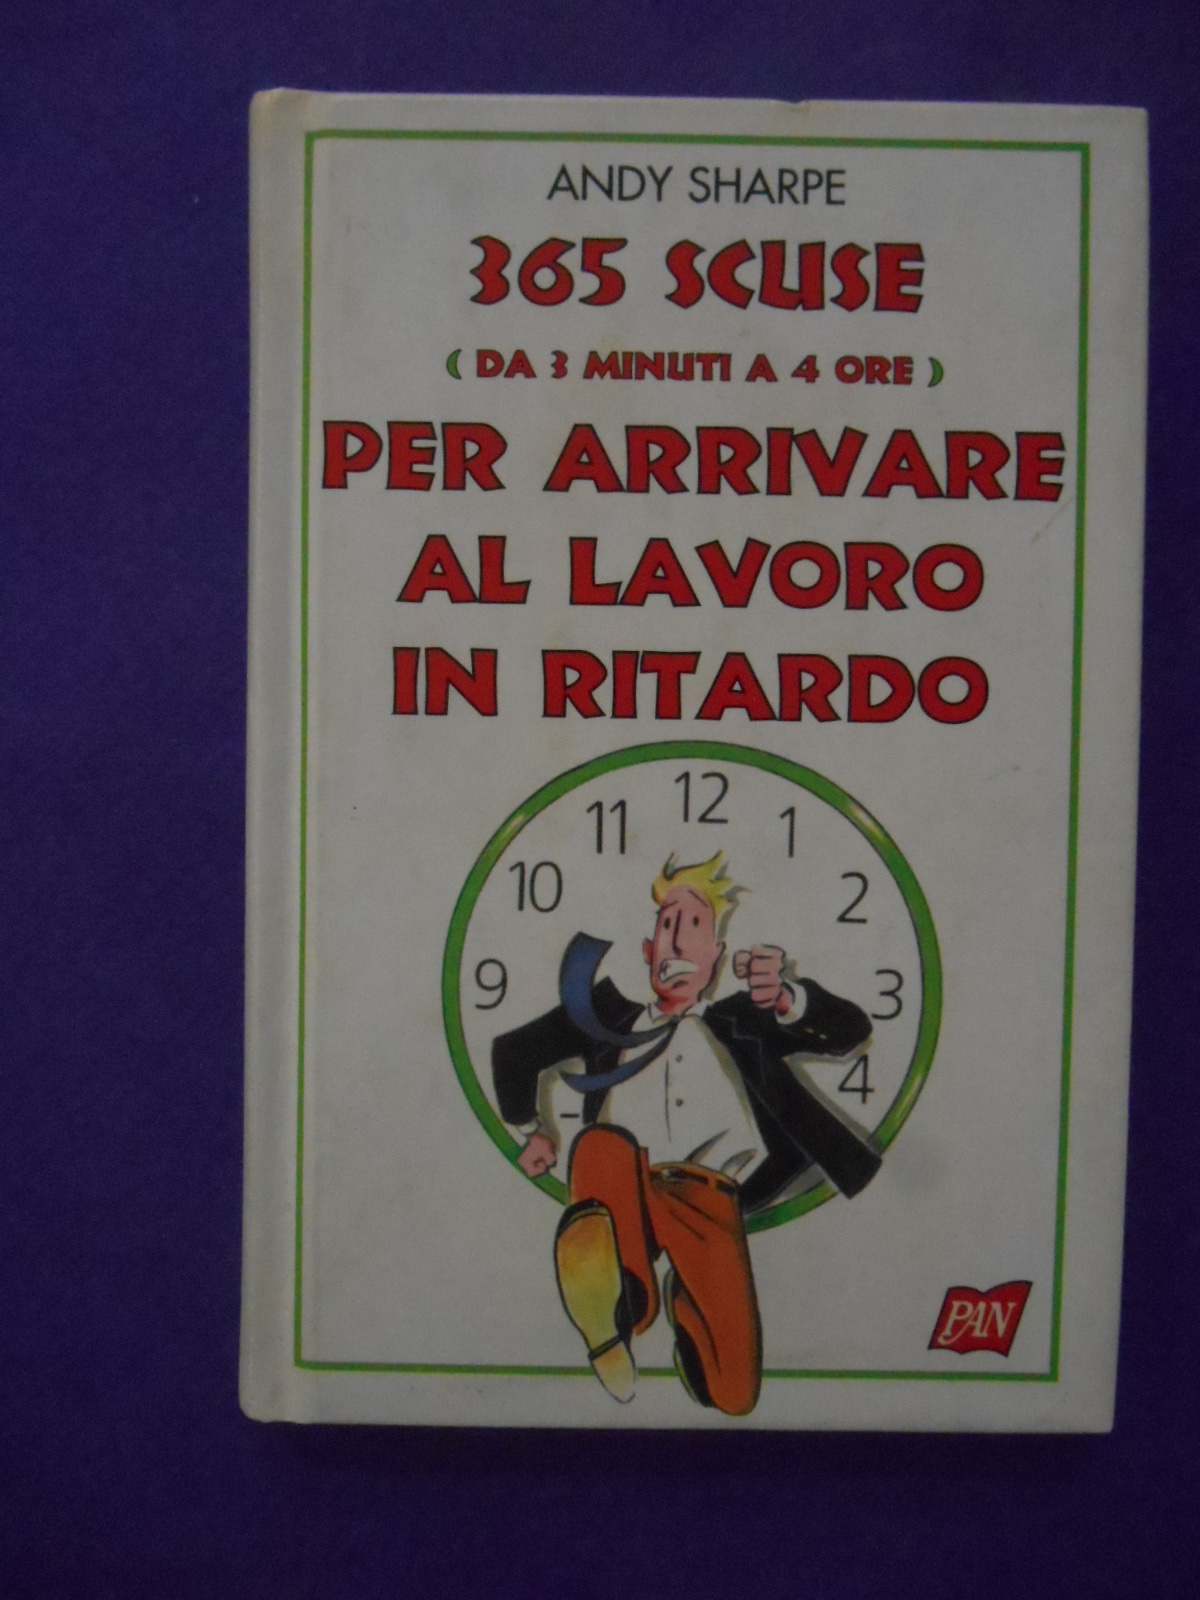 ANDY SHARPE
365 SCUSE
( DA 3 MINUTI A 4 ORE )
PER ARRIVARE
AL LAVORO
IN RITARDO
12
11
1
10
2
9
3
4
PAN